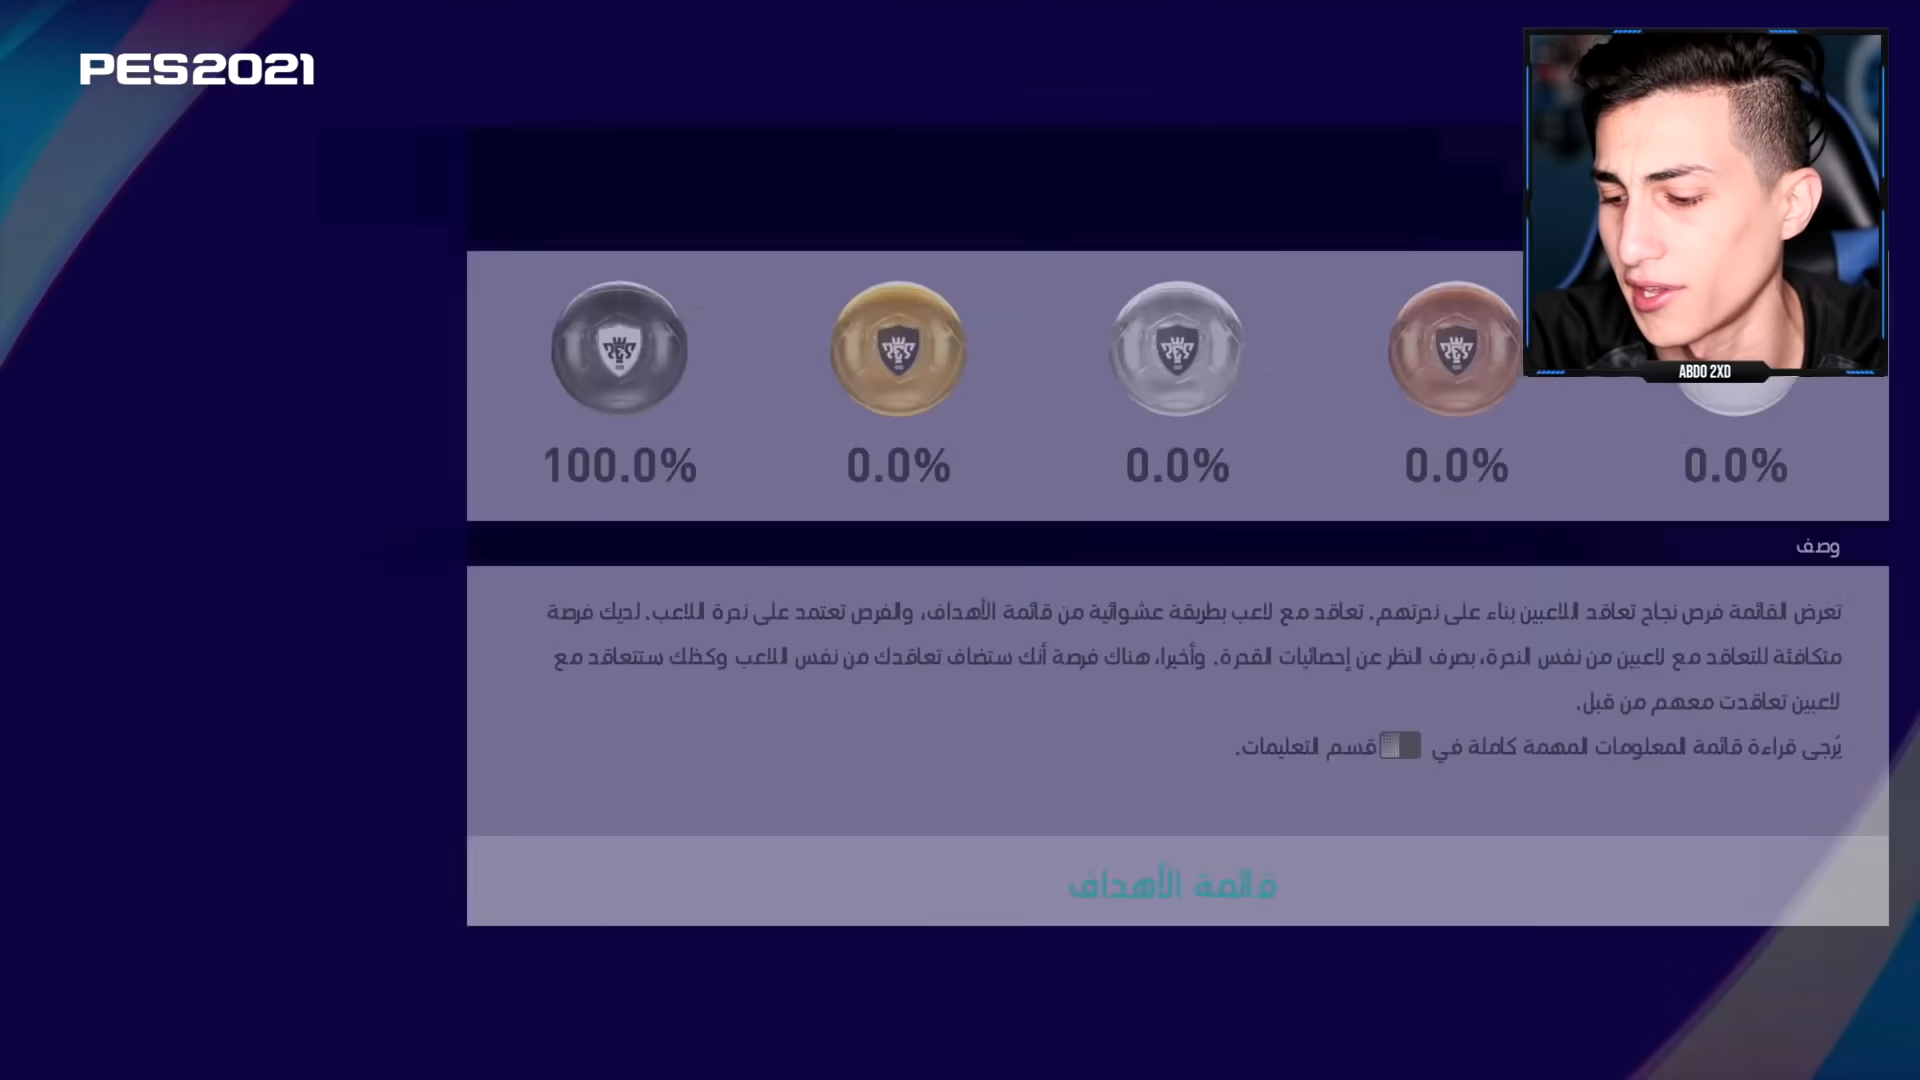 PES2021
ABDO 2XD
100.0% 0.0% 0.0% 0.0% 0.0%
وصف
تعرض القائمة فرص نجاح تعاقد اللاعبين بناء على ندرتهم. تعاقد مع لاعب بطريقة عشوائية من قائمة الأهداف، والفرص تعتمد على ندرة اللاعب. لديك فرصة
متكافئة للتعاقد مع لاعبين من نفس الندرة، بصرف النظر عن إحصائيات القدرة. وأخيرا، هناك فرصة أنك ستضاف تعاقدك من نفس اللاعب وكذلك ستتعاقد مع
لاعبين تعاقدت معهم من قبل.
يُرجى قراءة قائمة المعلومات المهمة كاملة في قسم التعليمات.
قائمة الأهداف